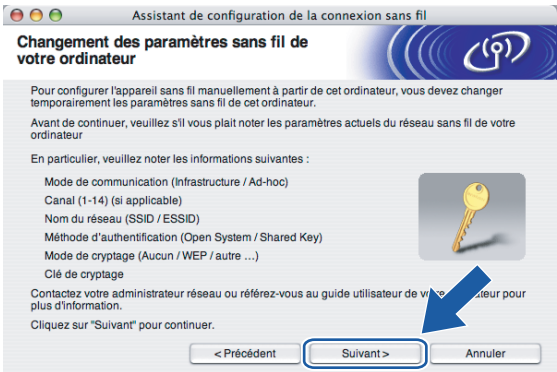 Assistant de configuration de la connexion sans fil
Changement des paramètres sans fil de
votre ordinateur
Pour configurer l'appareil sans fil manuellement à partir de cet ordinateur, vous devez changer
temporairement les paramètres sans fil de cet ordinateur.
Avant de continuer, veuillez s'il vous plait noter les paramètres actuels du réseau sans fil de votre
ordinateur
En particulier, veuillez noter les informations suivantes :
Mode de communication (Infrastructure / Ad-hoc)
Canal (1-14) (si applicable)
Nom du réseau (SSID / ESSID)
Méthode d'authentification (Open System / Shared Key)
Mode de cryptage (Aucun / WEP / autre ...)
Clé de cryptage
Contactez votre administrateur réseau ou référez-vous au guide utilisateur de pour
plus d'information.
Cliquez sur "Suivant" pour continuer.
< Précédent
Suivant >
Annuler